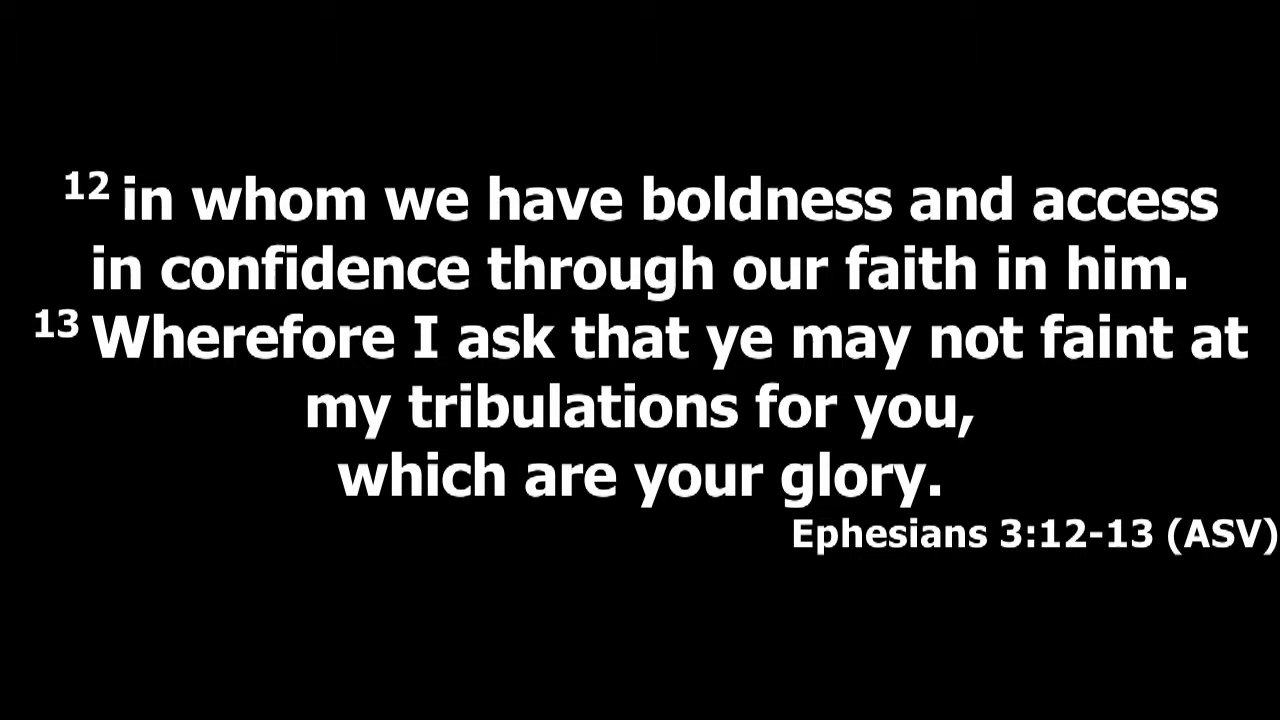 12 in whom we have boldness and access
in confidence through our faith in him.
13 Wherefore I ask that ye may not faint at
my tribulations for you,
which are your glory.
Ephesians 3:12-13 (ASV)